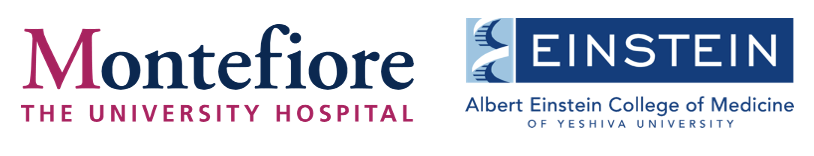 Montefiore
THE UNIVERSITY HOSPITAL
EINSTEIN
Albert Einstein College of Medicine
OF YESHIVA UNIVERSITY